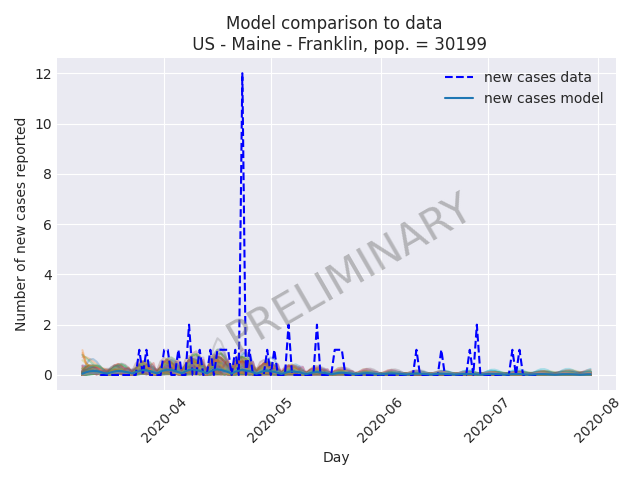 Model comparison to data
US - Maine - Franklin, pop. = 30199
Number of new cases reported
12
10
8
6
4
2
0
new cases data
new cases model
PRELIMINARY
2020-04
2020-05
2020-06
2020-07
2020-08
Day